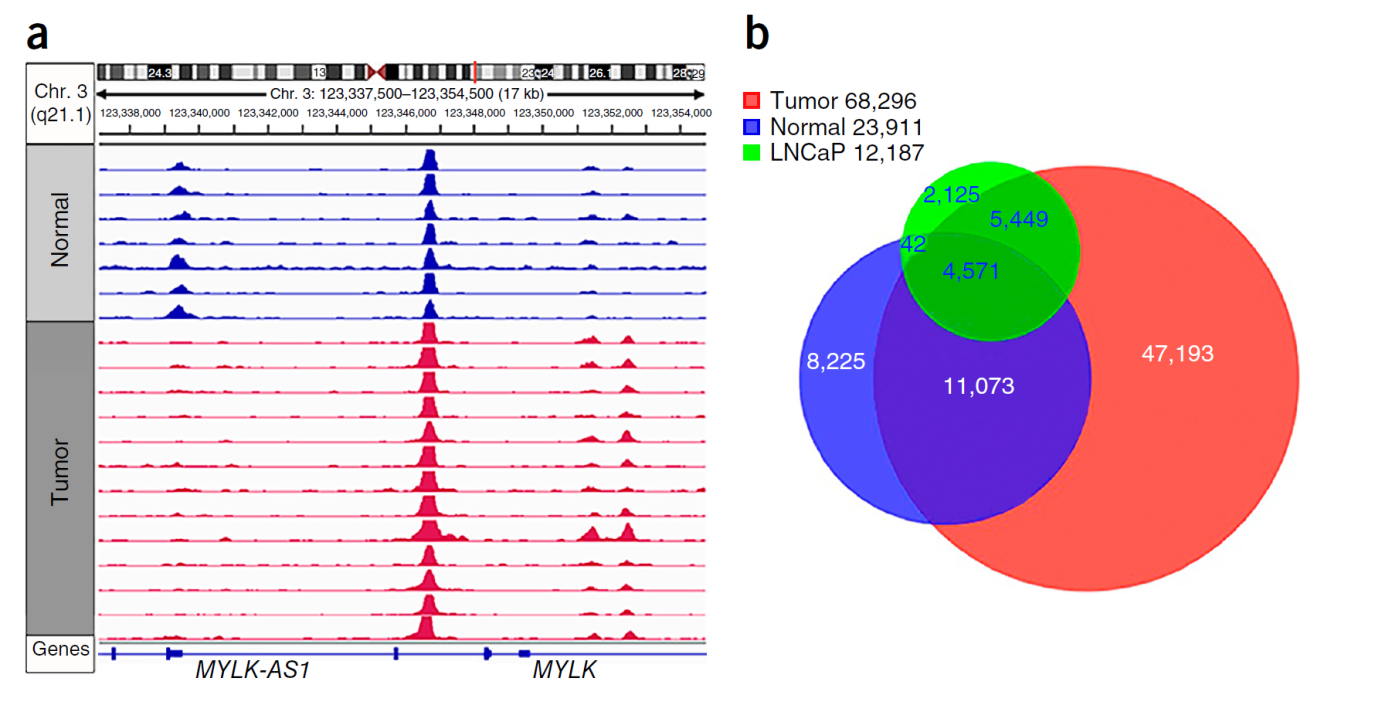 a
Chr. 3
(q21.1)
24.3 13 23 q24 26.1 28 q29
Chr. 3: 123,337,500–123,354,500 (17 kb)
123,338,000 123,340,000 123,342,000 123,344,000 123,346,000 123,348,000 123,350,000 123,352,000 123,354,000
Normal
Tumor
Genes
MYLK-AS1 MYLK
b
Tumor 68,296
Normal 23,911
LNCaP 12,187
2,125
5,449
42
4,571
8,225
11,073
47,193